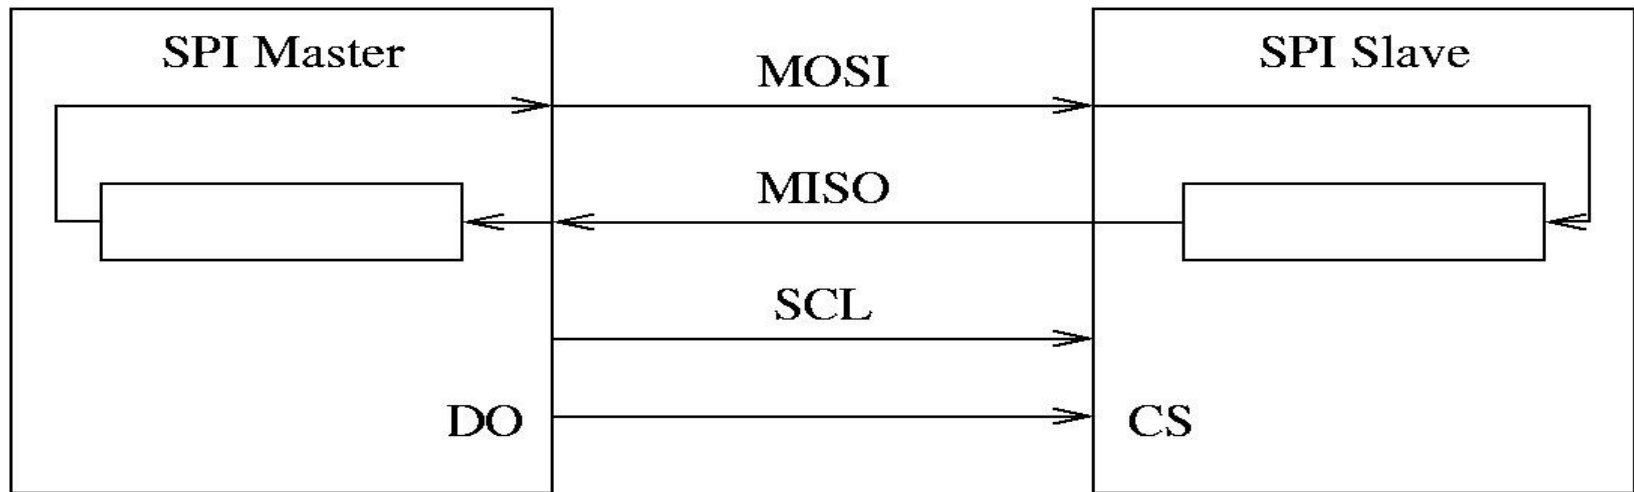 SPI Master
SPI Slave
MOSI
MISO
SCL
DO
CS